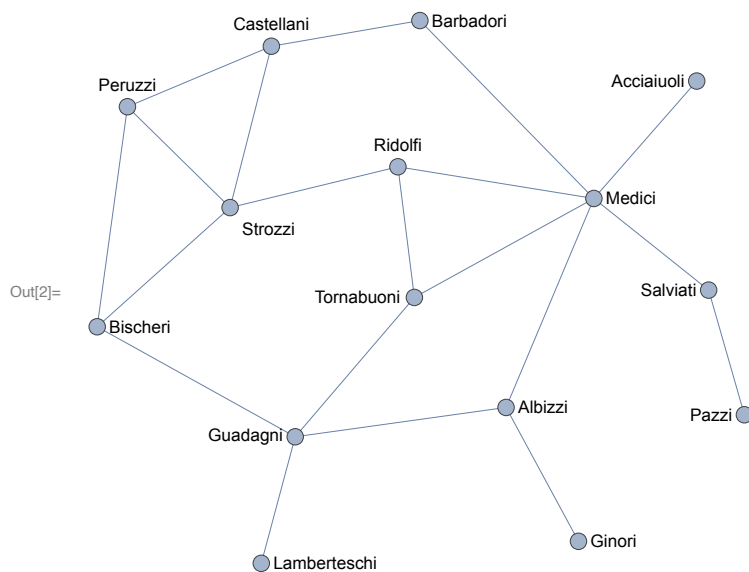 Castellani
Barbadori
Peruzzi
Acciaiuoli
Ridolfi
Medici
Strozzi
Out[2]=
Tornabuoni
Salviati
Bischeri
Albizzi
Pazzi
Guadagni
Ginori
Lamberteschi